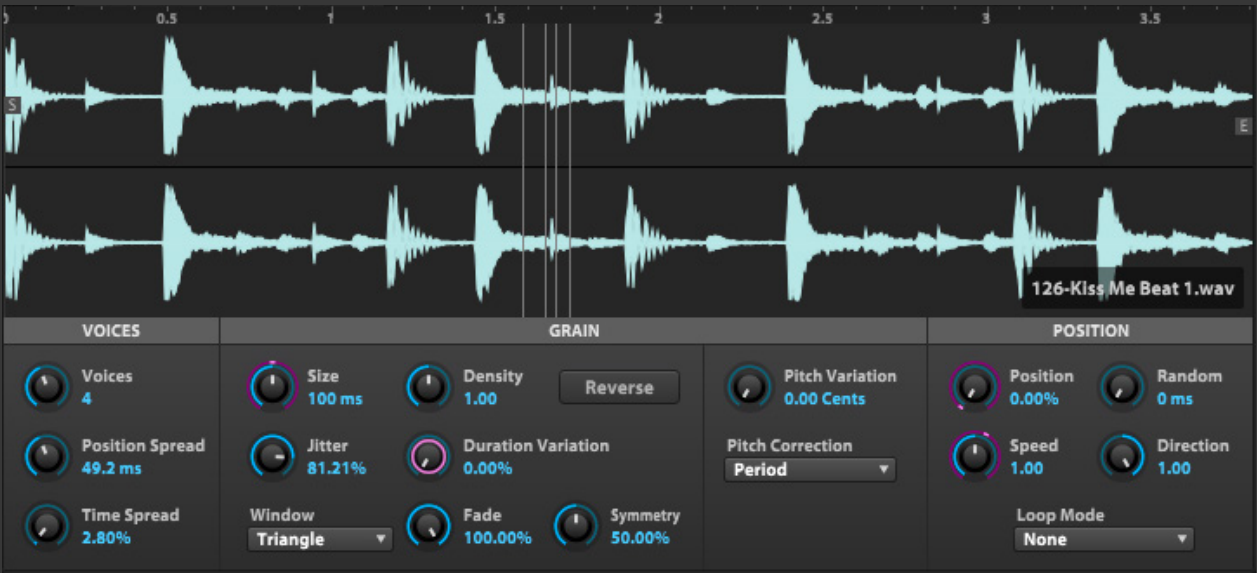 0.5 1 1.5 2 2.5 3 3.5
S
E
126-Kiss Me Beat 1.wav
VOICES GRAIN POSITION
Voices
4
Position Spread
49.2 ms
Time Spread
2.80%
Size
100 ms
Density
1.00
Reverse
Jitter
81.21%
Duration Variation
0.00%
Window
Triangle
Fade
100.00%
Symmetry
50.00%
Pitch Variation
0.00 Cents
Pitch Correction
Period
Position
0.00%
Random
0 ms
Speed
1.00
Direction
1.00
Loop Mode
None